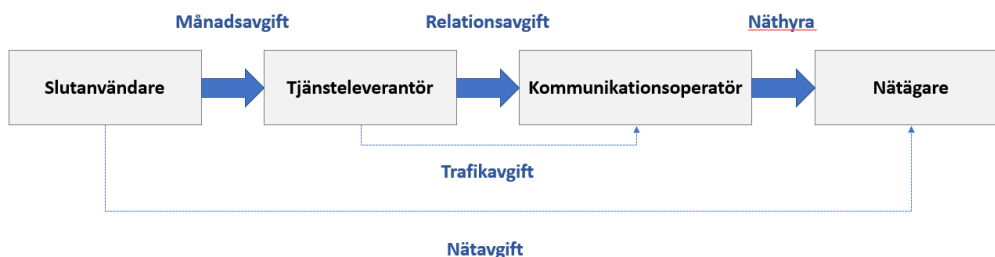 Månadsavgift
Relationsavgift
Näthyra
Slutanvändare
Tjänsteleverantör
Kommunikationsoperatör
Nätägare
Trafikavgift
Nätavgift